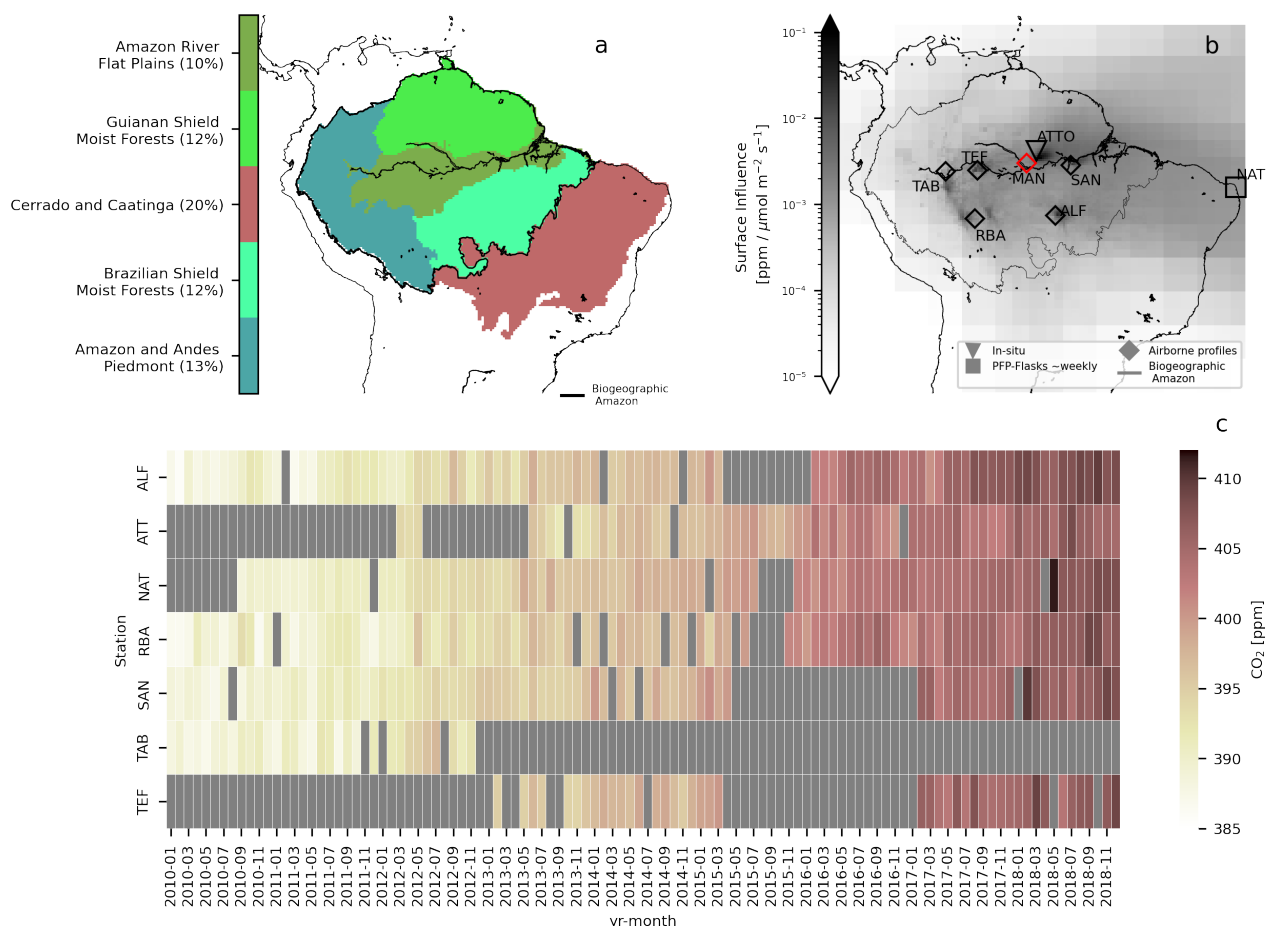 a
Amazon River
Flat Plains (10%)
Guianan Shield
Moist Forests (12%)
Cerrado and Caatinga (20%)
Brazilian Shield
Moist Forests (12%)
Amazon and Andes
Piedmont (13%)
Biogeographic
Amazon
b
10⁻¹
10⁻²
10⁻³
10⁻⁴
10⁻⁵
Surface Influence
[ppm / μmol m⁻² s⁻¹]
ATTO
TEF
MAN
SAN
TAB
NAT
ALF
RBA
In-situ
PFP-Flasks ~weekly
Airborne profiles
Biogeographic
Amazon
c
Station
ALF
ATT
NAT
RBA
SAN
TAB
TEF
2010-01
2010-03
2010-05
2010-07
2010-09
2010-11
2011-01
2011-03
2011-05
2011-07
2011-09
2011-11
2012-01
2012-03
2012-05
2012-07
2012-09
2012-11
2013-01
2013-03
2013-05
2013-07
2013-09
2013-11
2014-01
2014-03
2014-05
2014-07
2014-09
2014-11
2015-01
2015-03
2015-05
2015-07
2015-09
2015-11
2016-01
2016-03
2016-05
2016-07
2016-09
2016-11
2017-01
2017-03
2017-05
2017-07
2017-09
2017-11
2018-01
2018-03
2018-05
2018-07
2018-09
2018-11
yr-month
410
405
400
395
390
385
CO₂ [ppm]